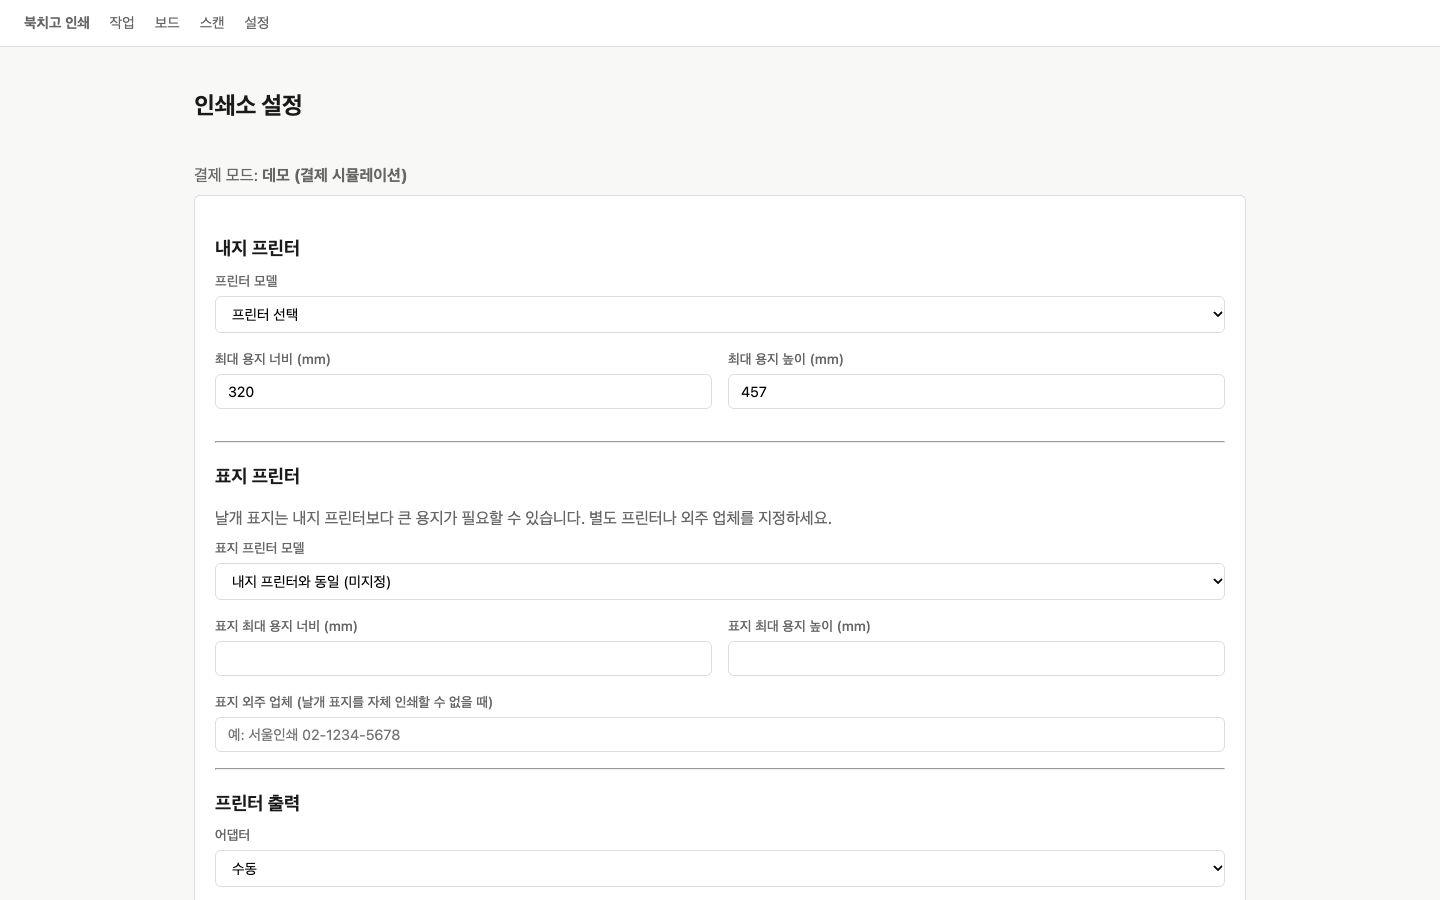 북치고 인쇄 작업 보드 스캔 설정
인쇄소 설정
결제 모드: 데모 (결제 시뮬레이션)
내지 프린터
프린터 모델
프린터 선택
최대 용지 너비 (mm) 최대 용지 높이 (mm)
320 457
표지 프린터
날개 표지는 내지 프린터보다 큰 용지가 필요할 수 있습니다. 별도 프린터나 외주 업체를 지정하세요.
표지 프린터 모델
내지 프린터와 동일 (미지정)
표지 최대 용지 너비 (mm) 표지 최대 용지 높이 (mm)
표지 외주 업체 (날개 표지를 자체 인쇄할 수 없을 때)
예: 서울인쇄 02-1234-5678
프린터 출력
어댑터
수동